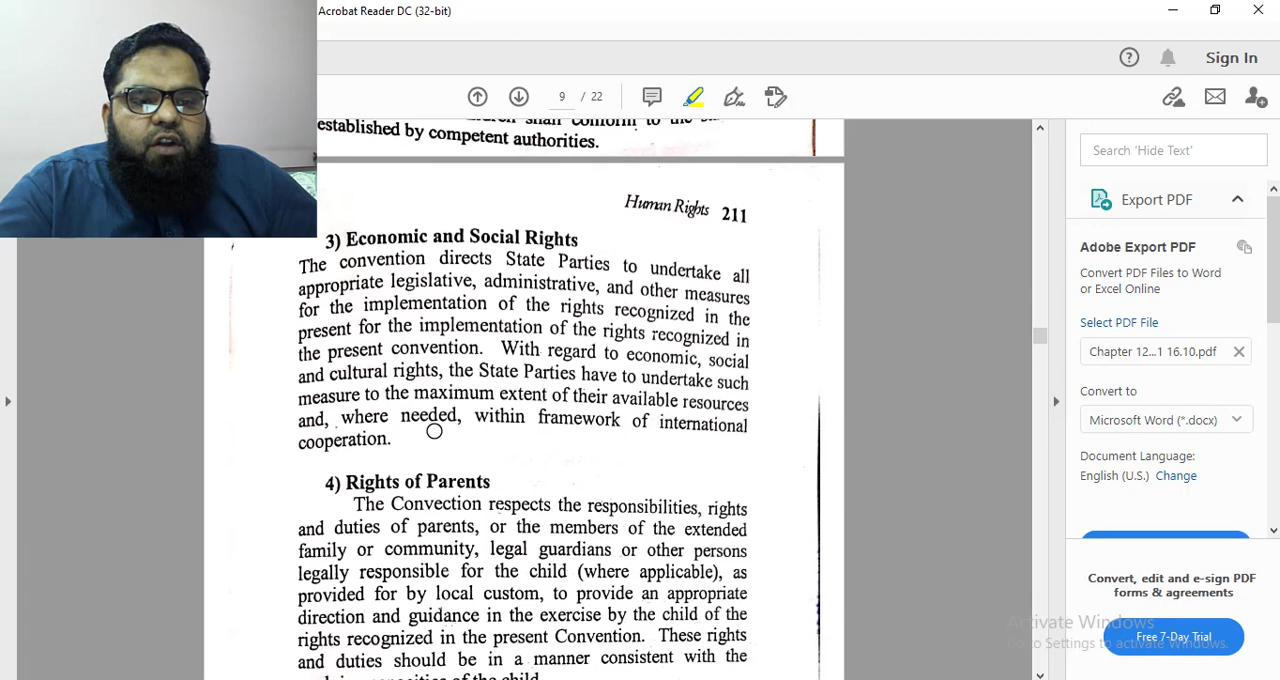 Acrobat Reader DC (32-bit)
Sign In
9 / 22
established by competent authorities.
Human Rights 211
3) Economic and Social Rights
The convention directs State Parties to undertake all
appropriate legislative, administrative, and other measures
for the implementation of the rights recognized in the
present for the implementation of the rights recognized in
the present convention. With regard to economic, social
and cultural rights, the State Parties have to undertake such
measure to the maximum extent of their available resources
and, where needed, within framework of international
cooperation.
4) Rights of Parents
The Convection respects the responsibilities, rights
and duties of parents, or the members of the extended
family or community, legal guardians or other persons
legally responsible for the child (where applicable), as
provided for by local custom, to provide an appropriate
direction and guidance in the exercise by the child of the
rights recognized in the present Convention. These rights
and duties should be in a manner consistent with the
Search 'Hide Text'
Export PDF
Adobe Export PDF
Convert PDF Files to Word
or Excel Online
Select PDF File
Chapter 12...1 16.10.pdf
Convert to
Microsoft Word (*.docx)
Document Language:
English (U.S.) Change
Convert, edit and e-sign PDF
forms & agreements
Free 7-Day Trial
Activate Windows
Go to Settings to activate Windows.